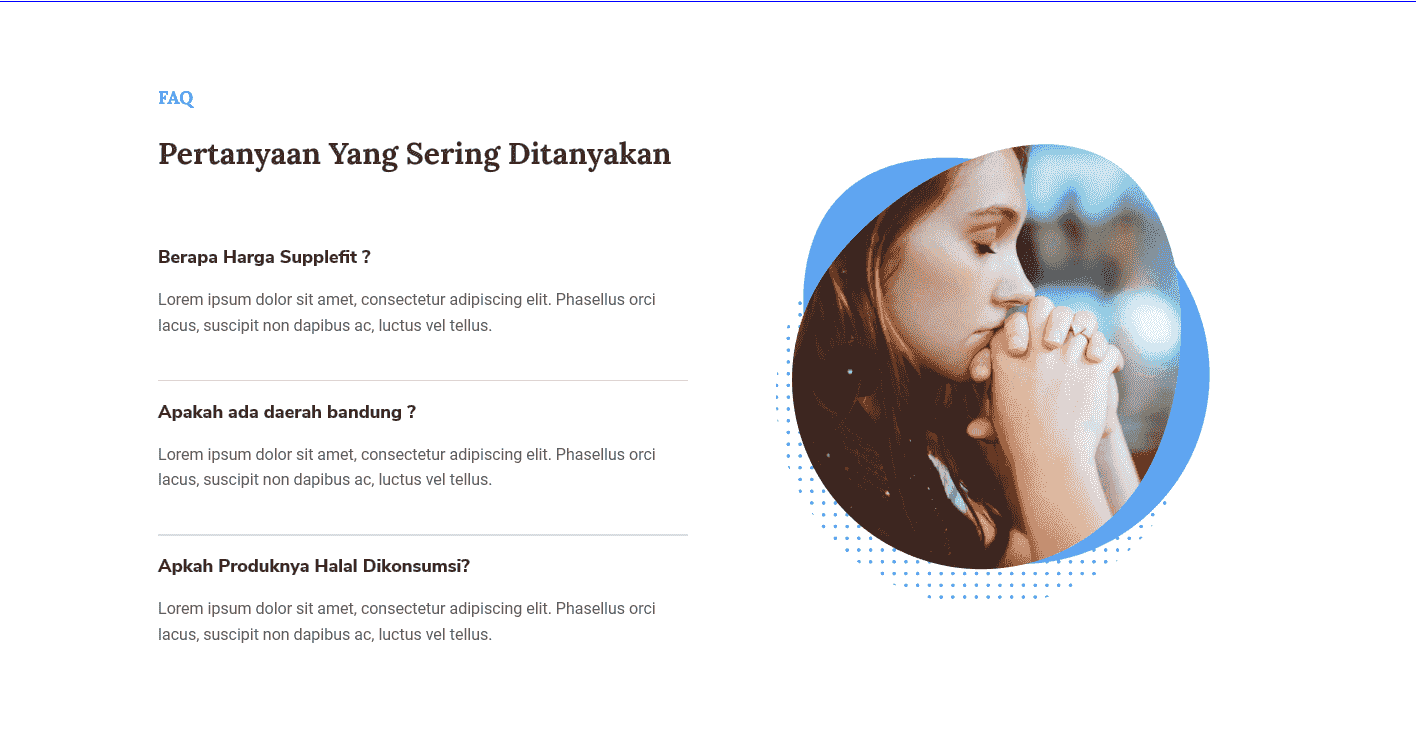 FAQ
Pertanyaan Yang Sering Ditanyakan
Berapa Harga Supplefit ?
Lorem ipsum dolor sit amet, consectetur adipiscing elit. Phasellus orci
lacus, suscipit non dapibus ac, luctus vel tellus.
Apakah ada daerah bandung ?
Lorem ipsum dolor sit amet, consectetur adipiscing elit. Phasellus orci
lacus, suscipit non dapibus ac, luctus vel tellus.
Apkah Produknya Halal Dikonsumsi?
Lorem ipsum dolor sit amet, consectetur adipiscing elit. Phasellus orci
lacus, suscipit non dapibus ac, luctus vel tellus.